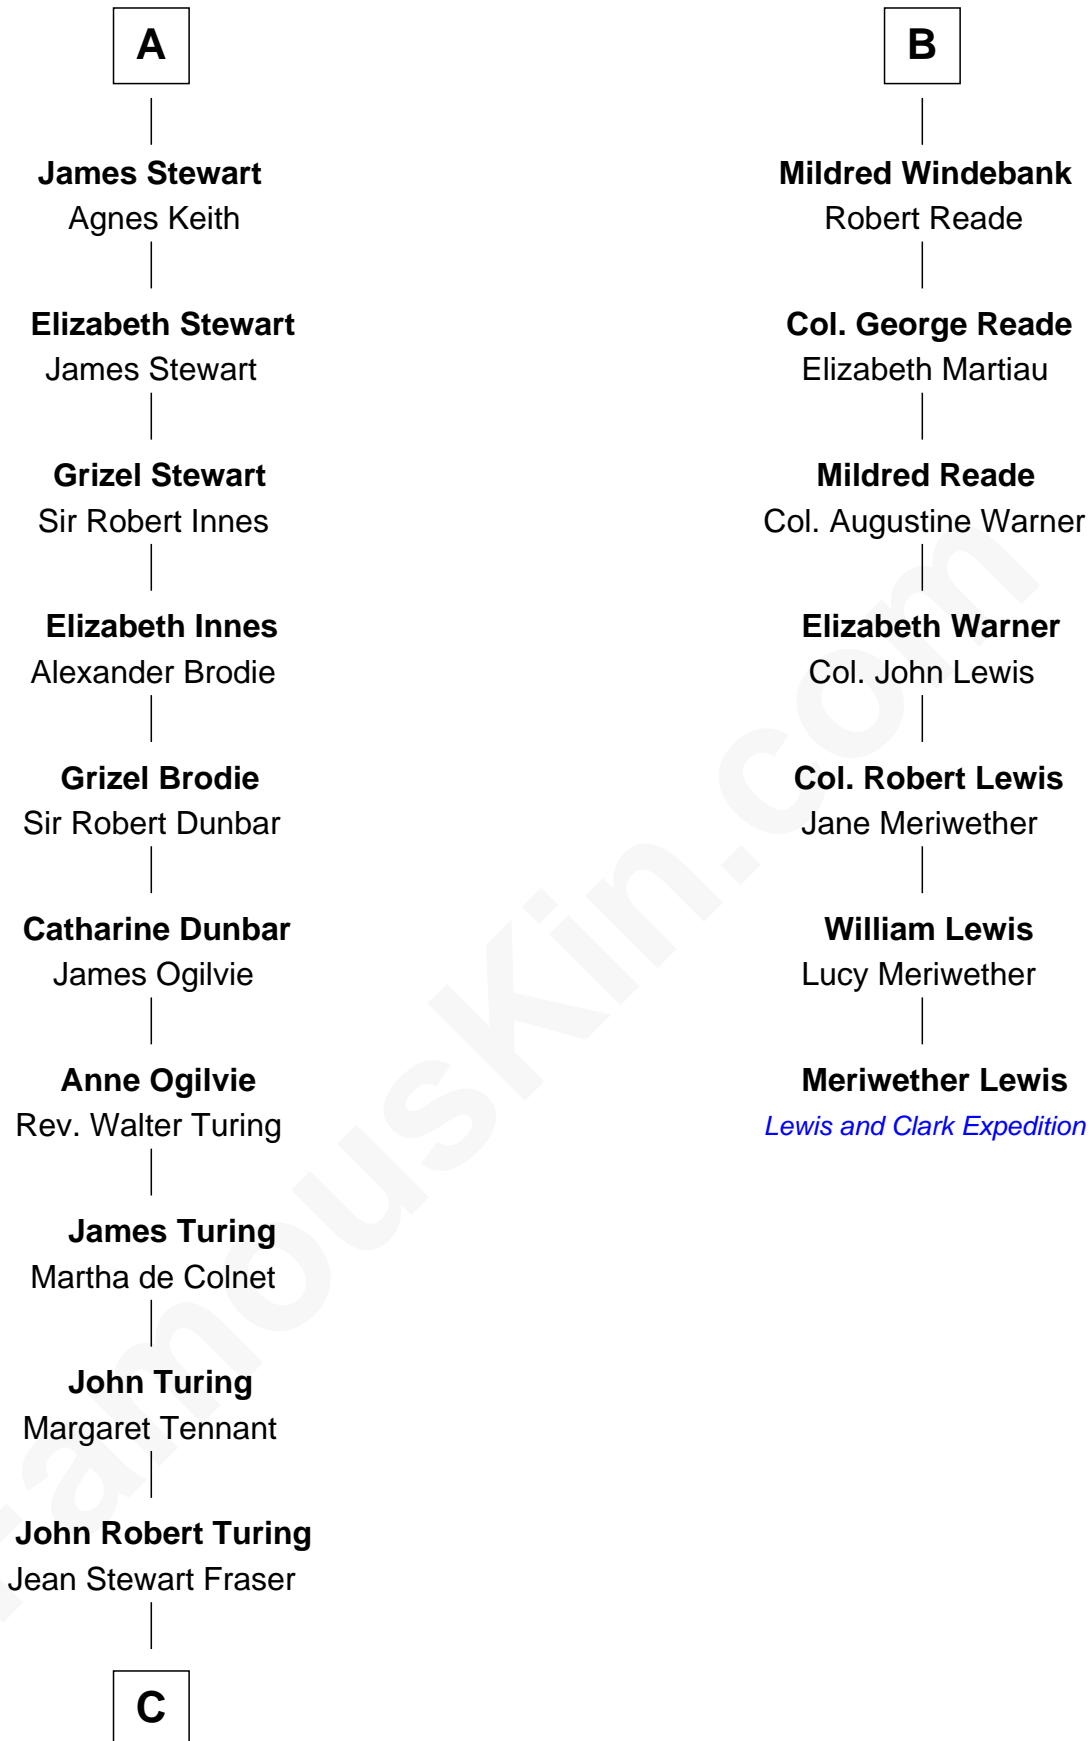 A
James Stewart
Agnes Keith
Elizabeth Stewart
James Stewart
Grizel Stewart
Sir Robert Innes
Elizabeth Innes
Alexander Brodie
Grizel Brodie
Sir Robert Dunbar
Catharine Dunbar
James Ogilvie
Anne Ogilvie
Rev. Walter Turing
James Turing
Martha de Colnet
John Turing
Margaret Tennant
John Robert Turing
Jean Stewart Fraser
C
B
Mildred Windebank
Robert Reade
Col. George Reade
Elizabeth Martiau
Mildred Reade
Col. Augustine Warner
Elizabeth Warner
Col. John Lewis
Col. Robert Lewis
Jane Meriwether
William Lewis
Lucy Meriwether
Meriwether Lewis
Lewis and Clark Expedition
FamousKin.com